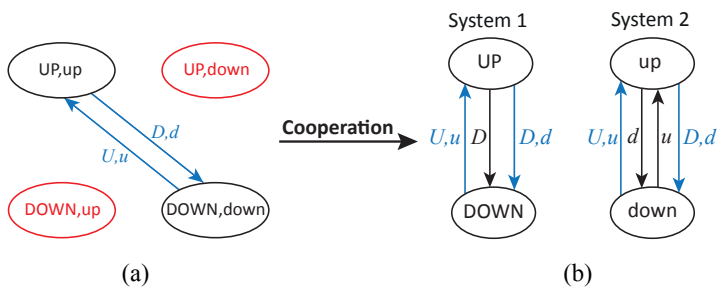 UP,up
UP,down
D,d
U,u
DOWN,up
DOWN,down
(a)
Cooperation
System 1
UP
U,u D D,d
DOWN
System 2
up
U,u d u D,d
down
(b)